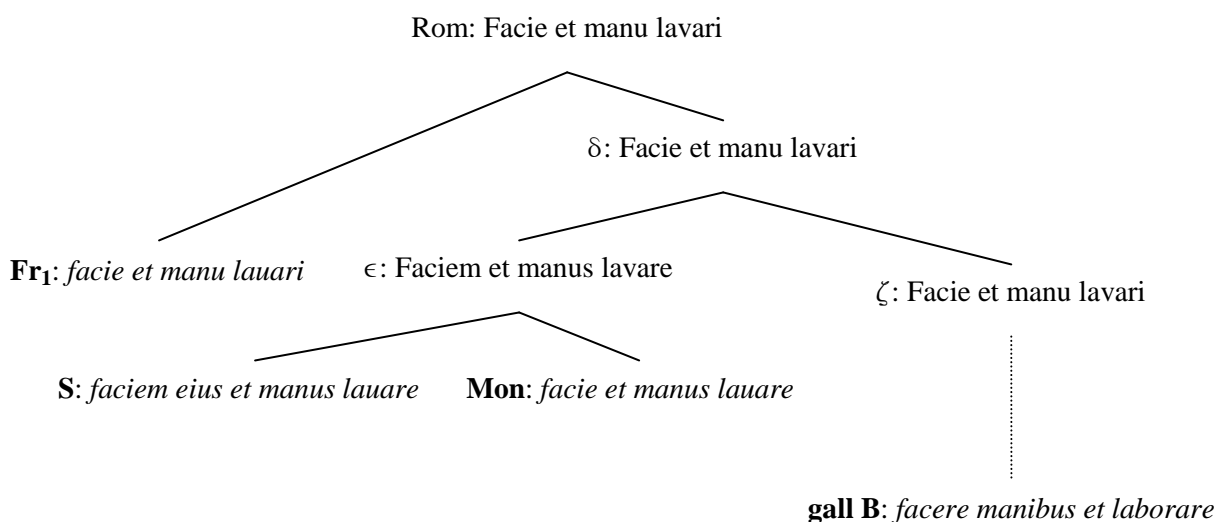 Rom: Facie et manu lavari
δ: Facie et manu lavari
Fr1: facie et manu lauari
ϵ: Faciem et manus lavare
ζ: Facie et manu lavari
S: faciem eius et manus lauare
Mon: facie et manus lauare
gall B: facere manibus et laborare